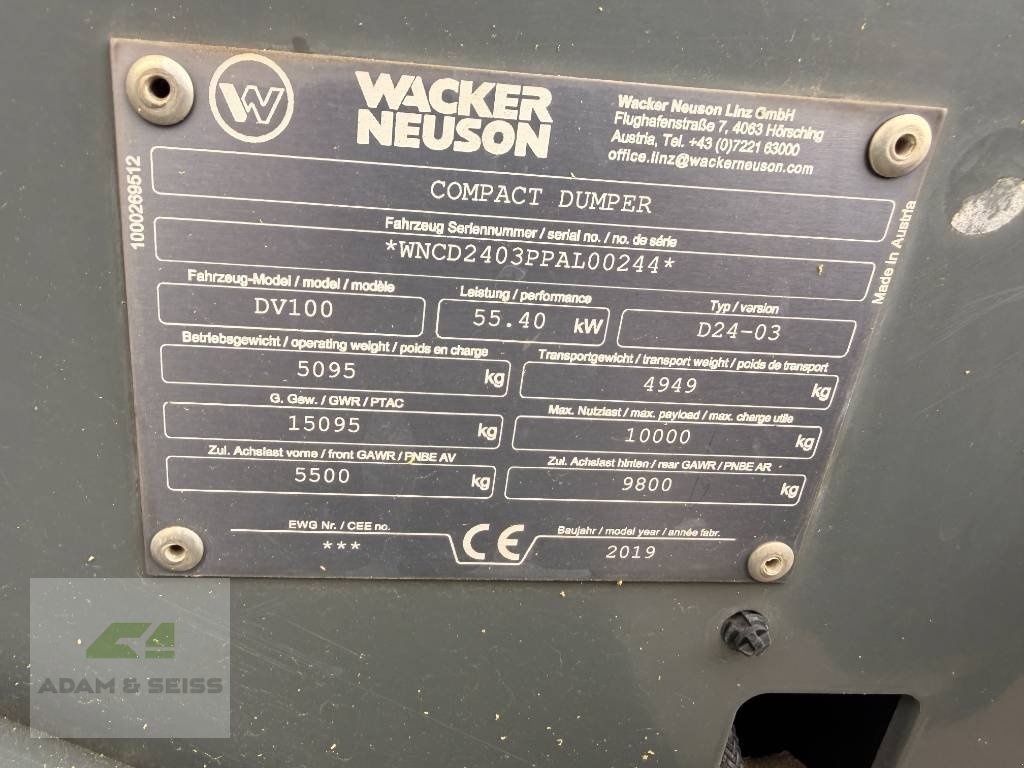 WACKER
NEUSON
Wacker Neuson Linz GmbH
Flughafenstraße 7, 4063 Hörsching
Austria, Tel. +43 (0)7221 63000
office.linz@wackerneuson.com
1000269512
COMPACT DUMPER
Fahrzeug Seriennummer / serial no. / no. de série
*WNCD2403PPAL00244*
Made in Austria
Fahrzeug-Model / model / modèle
DV100
Leistung / performance
55.40 kW
Typ / version
D24-03
Betriebsgewicht / operating weight / poids en charge
5095 kg
Transportgewicht / transport weight / poids de transport
4949 kg
G. Gew. / GWR / PTAC
15095 kg
Max. Nutzlast / max. payload / max. charge utile
10000 kg
Zul. Achslast vorne / front GAWR / PNBE AV
5500 kg
Zul. Achslast hinten / rear GAWR / PNBE AR
9800 kg
EWG Nr. / CEE no.
***
CE
Baujahr / model year / année fabr.
2019
ADAM & SEISS